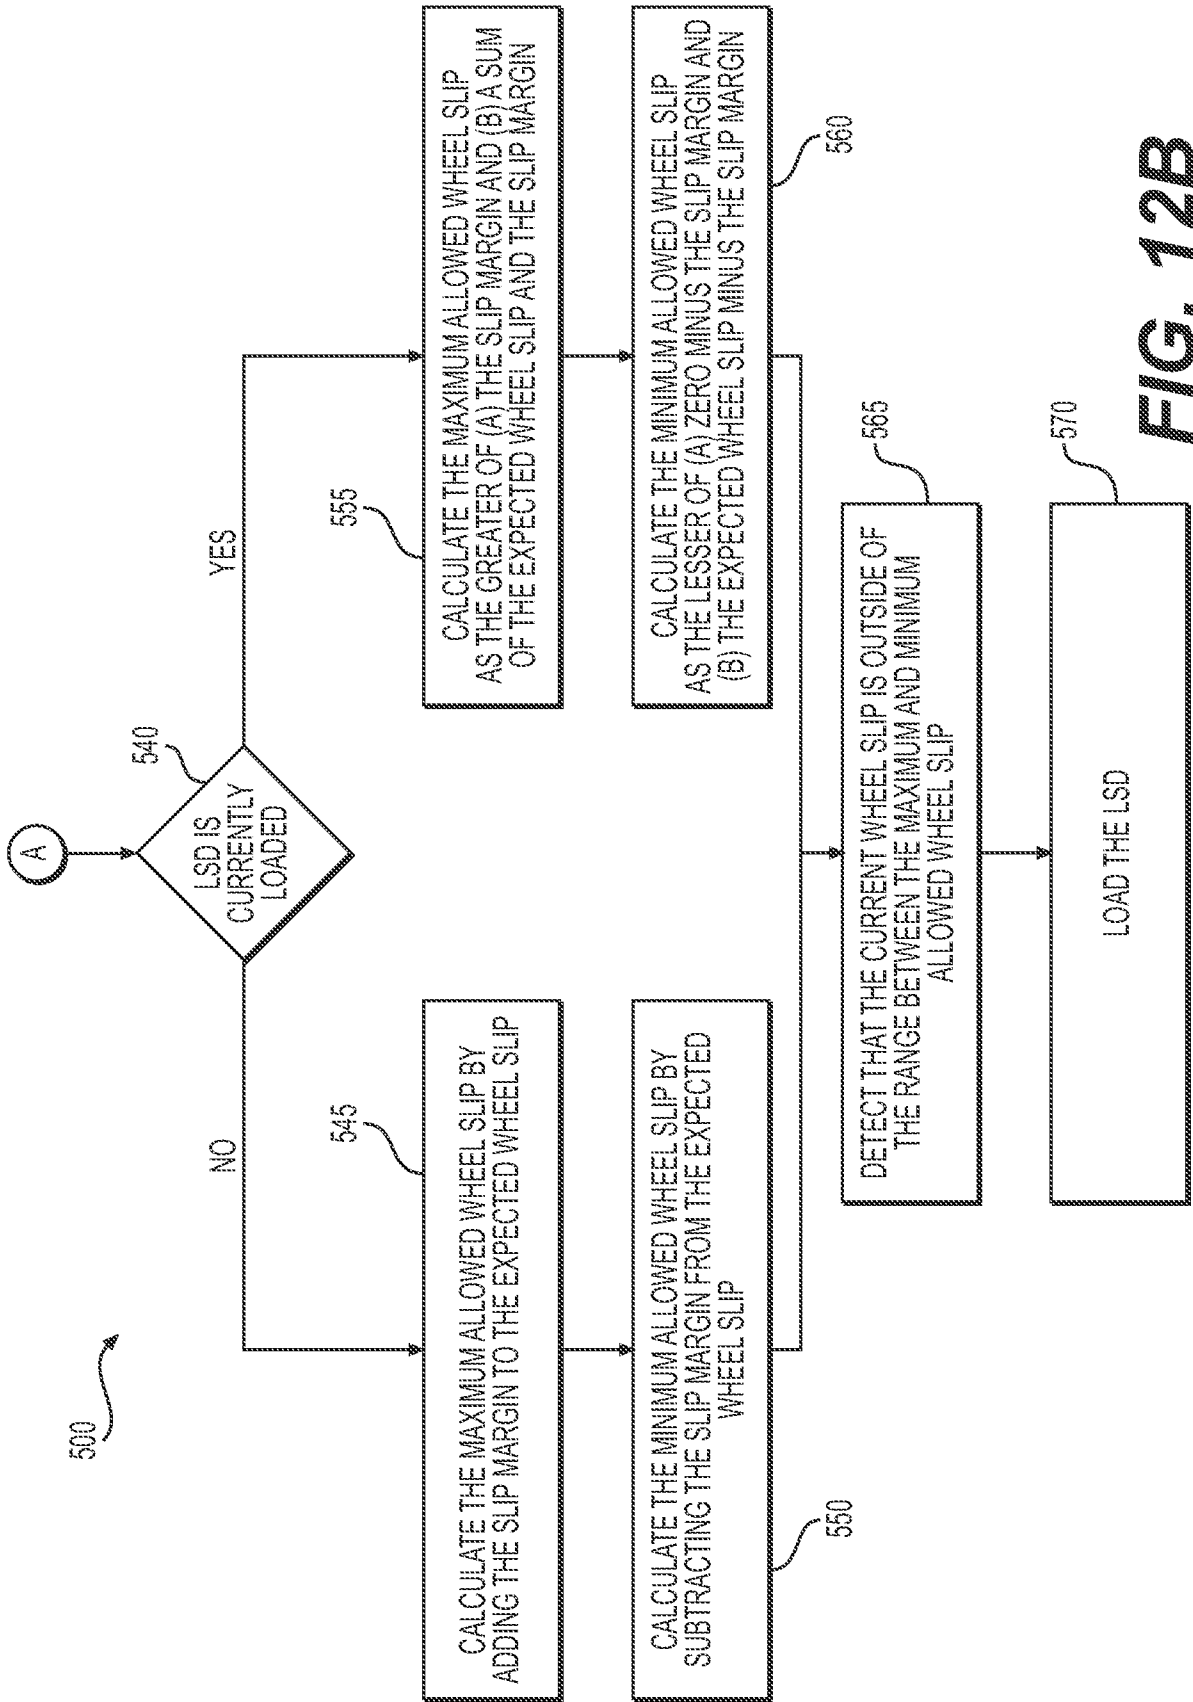 500
A
540
LSD IS
CURRENTLY
LOADED
NO
YES
545
CALCULATE THE MAXIMUM ALLOWED WHEEL SLIP BY
ADDING THE SLIP MARGIN TO THE EXPECTED WHEEL SLIP
CALCULATE THE MINIMUM ALLOWED WHEEL SLIP BY
SUBTRACTING THE SLIP MARGIN FROM THE EXPECTED
WHEEL SLIP
550
555
CALCULATE THE MAXIMUM ALLOWED WHEEL SLIP
AS THE GREATER OF (A) THE SLIP MARGIN AND (B) A SUM
OF THE EXPECTED WHEEL SLIP AND THE SLIP MARGIN
CALCULATE THE MINIMUM ALLOWED WHEEL SLIP
AS THE LESSER OF (A) ZERO MINUS THE SLIP MARGIN AND
(B) THE EXPECTED WHEEL SLIP MINUS THE SLIP MARGIN
560
565
DETECT THAT THE CURRENT WHEEL SLIP IS OUTSIDE OF
THE RANGE BETWEEN THE MAXIMUM AND MINIMUM
ALLOWED WHEEL SLIP
570
LOAD THE LSD
FIG. 12B